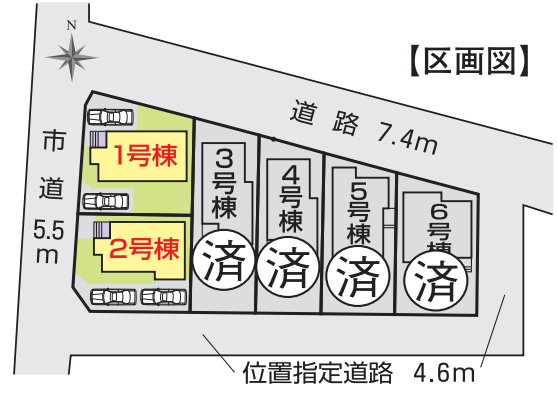 N
【区画図】
道路 7.4m
市道
5.5
m
1号棟
2号棟
3号棟
済
4号棟
済
5号棟
済
6号棟
済
位置指定道路 4.6m